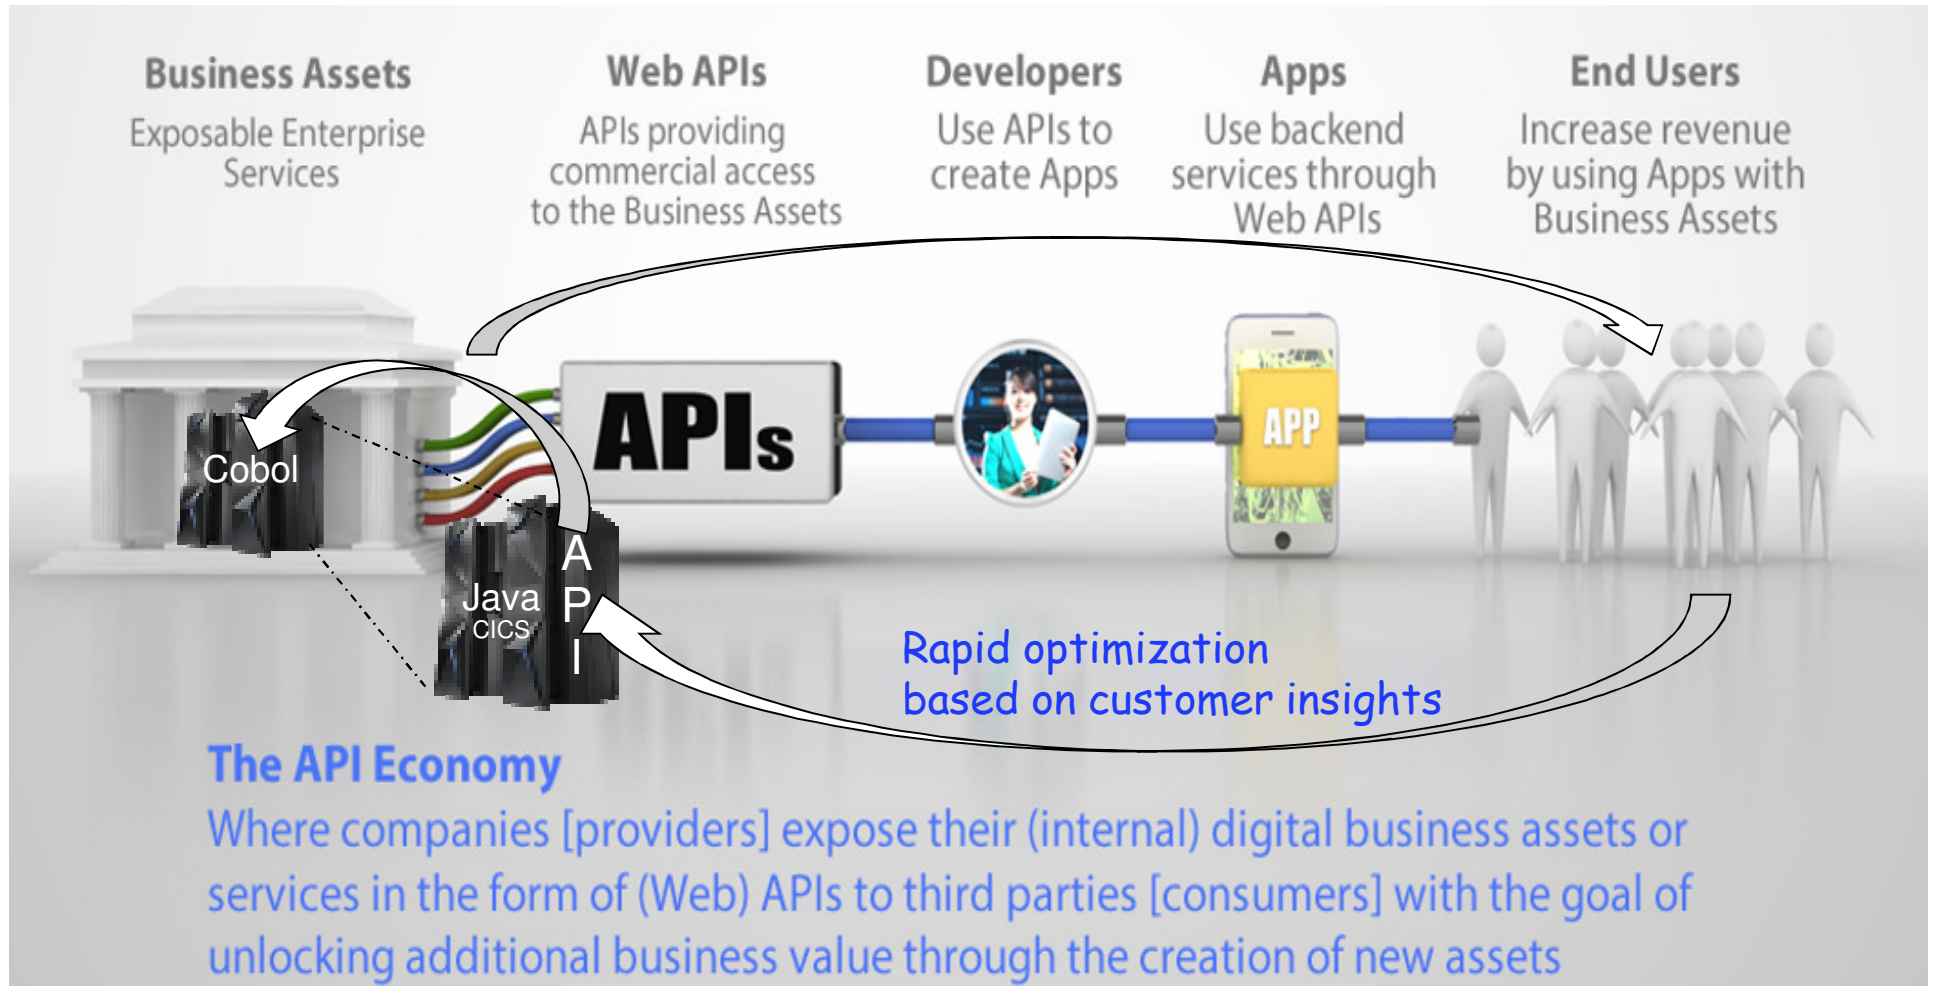 Business Assets
Exposable Enterprise
Services
Web APIs
APIs providing
commercial access
to the Business Assets
Developers
Use APIs to
create Apps
Apps
Use backend
services through
Web APIs
End Users
Increase revenue
by using Apps with
Business Assets
Cobol
APIs
APP
Java
CICS
A
P
I
Rapid optimization
based on customer insights
The API Economy
Where companies [providers] expose their (internal) digital business assets or
services in the form of (Web) APIs to third parties [consumers] with the goal of
unlocking additional business value through the creation of new assets